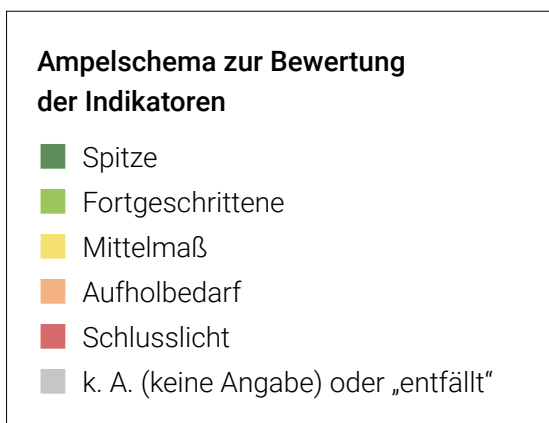 Ampelschema zur Bewertung
der Indikatoren
Spitze
Fortgeschrittene
Mittelmaß
Aufholbedarf
Schlusslicht
k. A. (keine Angabe) oder „entfällt“